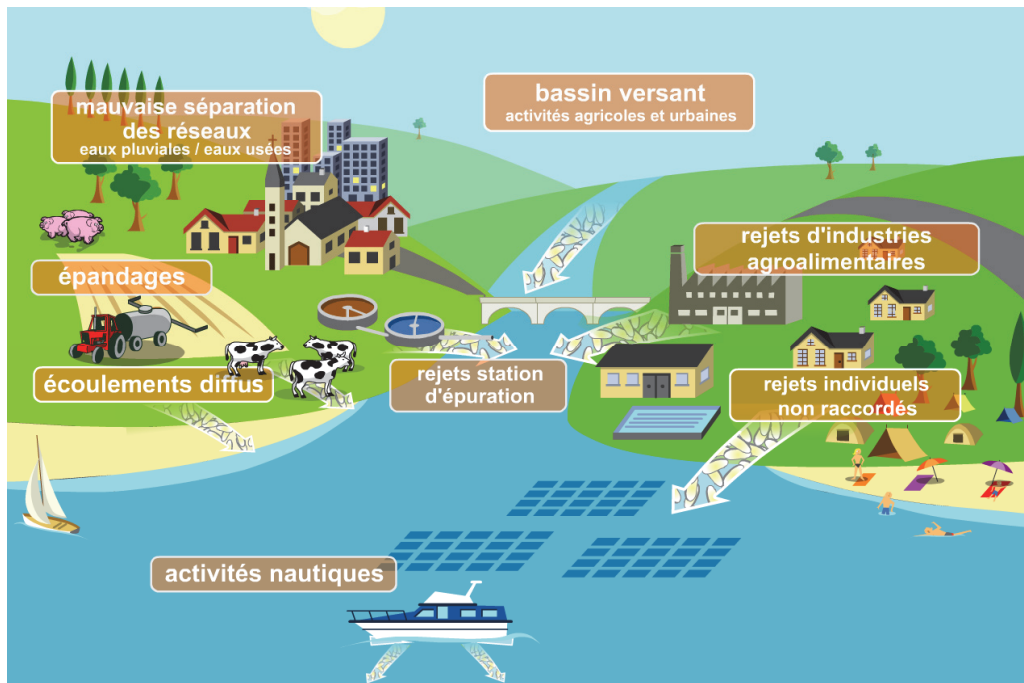 mauvaise séparation
des réseaux
eaux pluviales / eaux usées
bassin versant
activités agricoles et urbaines
rejets d'industries
agroalimentaires
épandages
écoulements diffus
rejets station
d'épuration
rejets individuels
non raccordés
activités nautiques